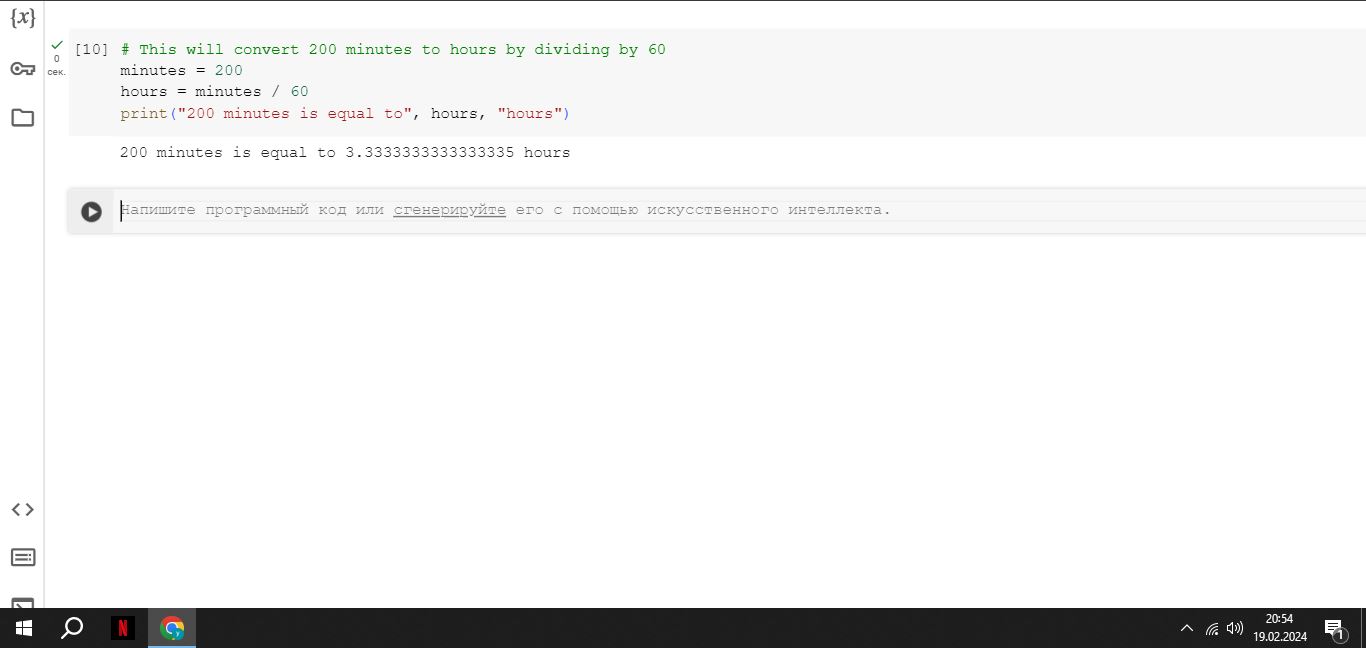 {x}
[10] # This will convert 200 minutes to hours by dividing by 60
0
сек.
minutes = 200
hours = minutes / 60
print("200 minutes is equal to", hours, "hours")
200 minutes is equal to 3.3333333333333335 hours
Напишите программный код или сгенерируйте его с помощью искусственного интеллекта.
N
y
20:54
19.02.2024
1